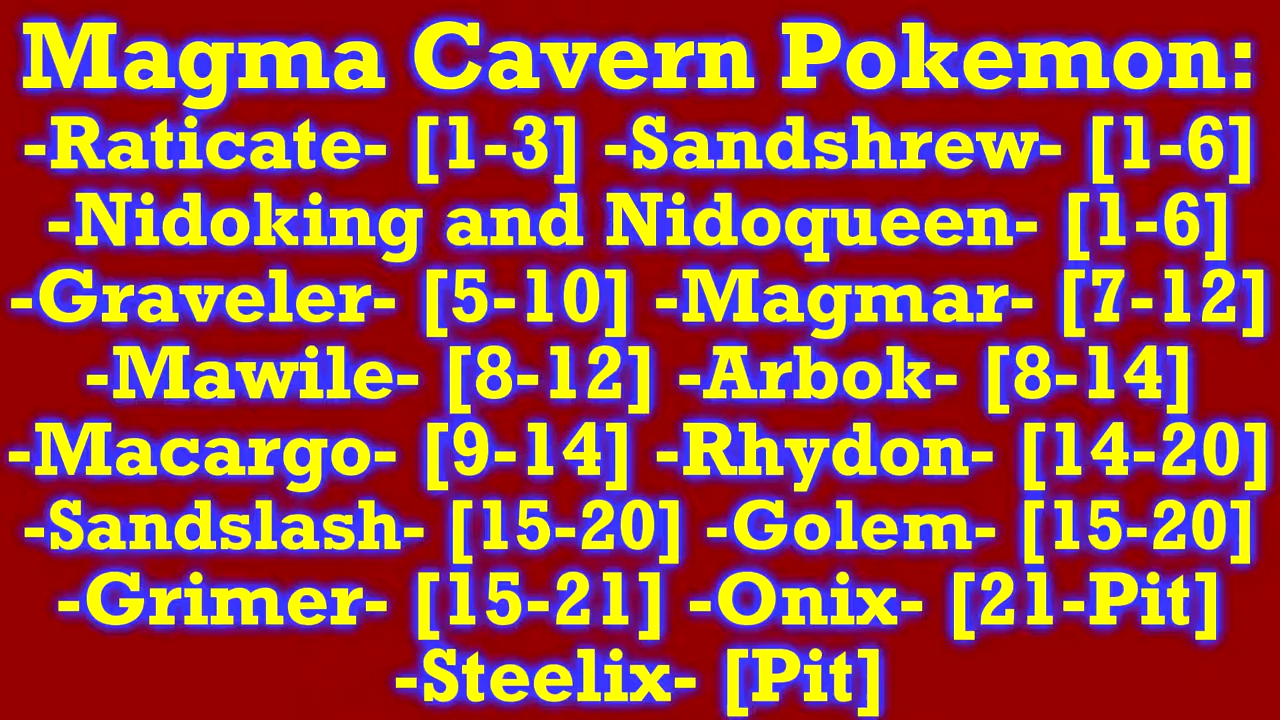 Magma Cavern Pokemon:
-Raticate- [1-3] -Sandshrew- [1-6]
-Nidoking and Nidoqueen- [1-6]
-Graveler- [5-10] -Magmar- [7-12]
-Mawile- [8-12] -Arbok- [8-14]
-Macargo- [9-14] -Rhydon- [14-20]
-Sandslash- [15-20] -Golem- [15-20]
-Grimer- [15-21] -Onix- [21-Pit]
-Steelix- [Pit]